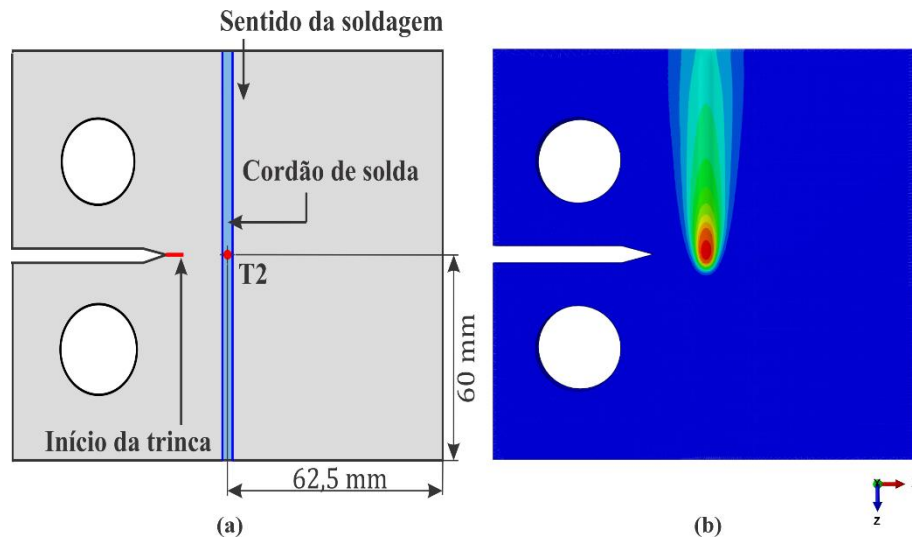 Sentido da soldagem
Cordão de solda
T2
60 mm
Início da trinca
62,5 mm
(a)
(b)
z